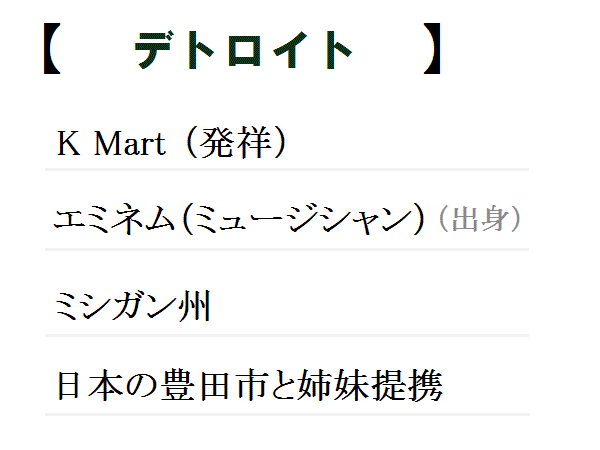 【 デトロイト 】
K Mart（発祥）
エミネム(ミュージシャン)（出身）
ミシガン州
日本の豊田市と姉妹提携